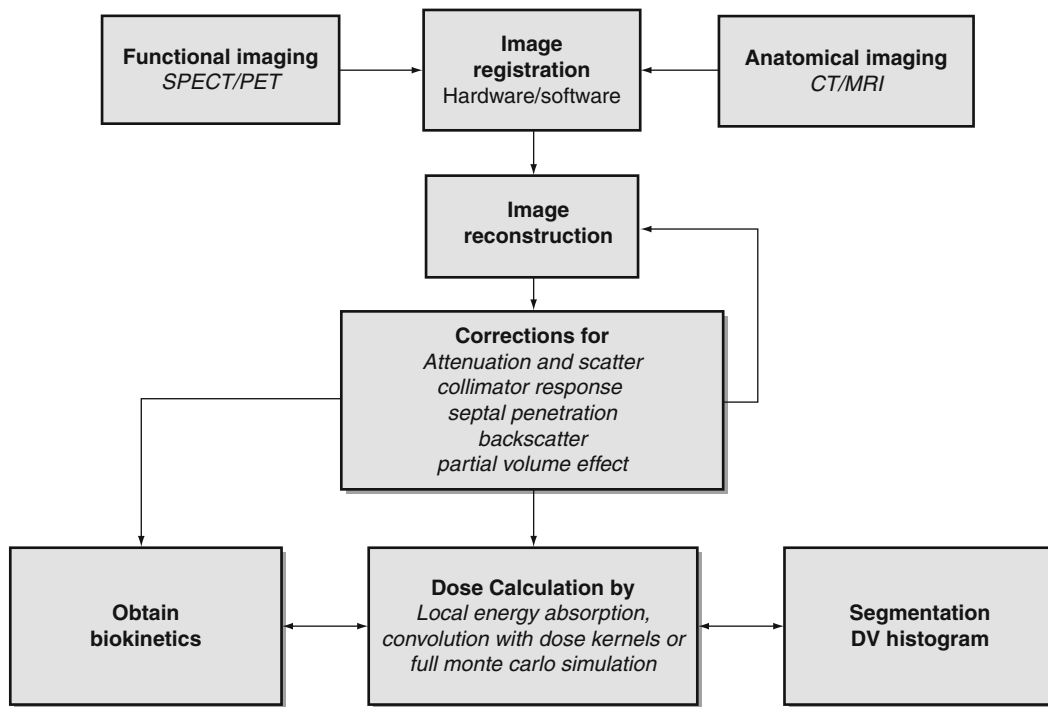 Functional imaging
SPECT/PET
Image
registration
Hardware/software
Anatomical imaging
CT/MRI
Image
reconstruction
Corrections for
Attenuation and scatter
collimator response
septal penetration
backscatter
partial volume effect
Obtain
biokinetics
Dose Calculation by
Local energy absorption,
convolution with dose kernels or
full monte carlo simulation
Segmentation
DV histogram